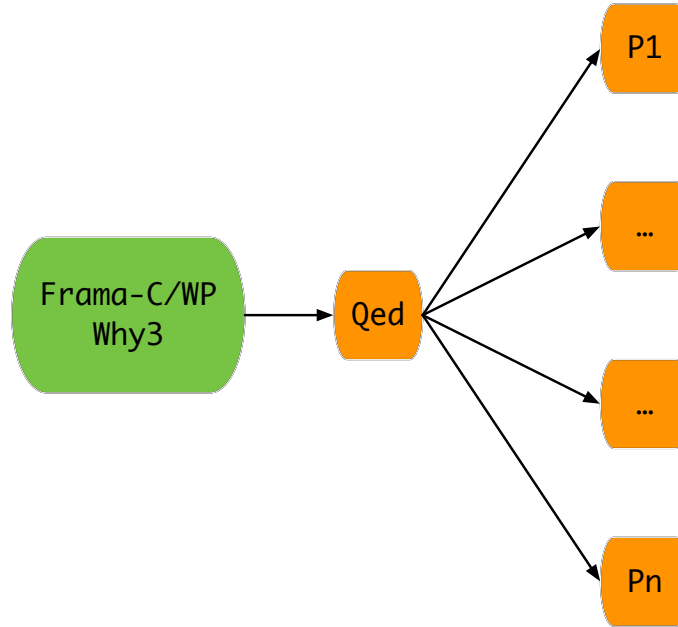 P1
…
Frama-C/WP
Why3
Qed
…
Pn